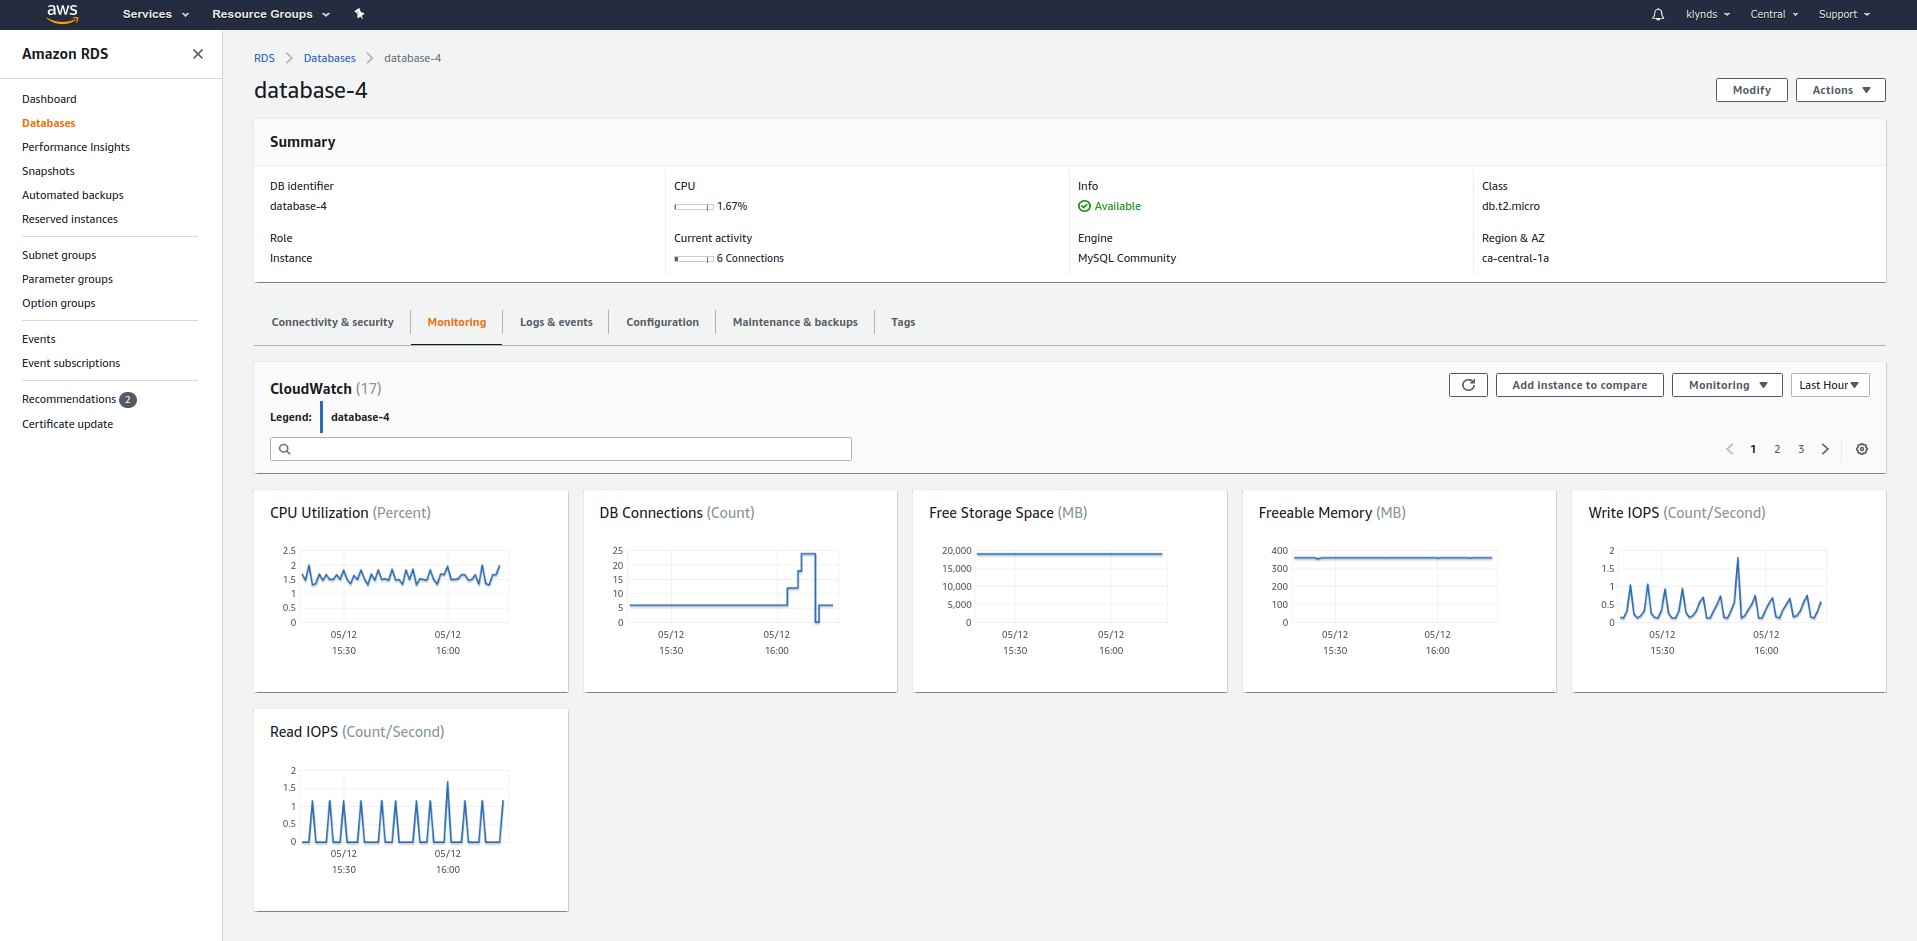 aws Services Resource Groups klynds Central Support
Amazon RDS
Dashboard
Databases
Performance Insights
Snapshots
Automated backups
Reserved instances
Subnet groups
Parameter groups
Option groups
Events
Event subscriptions
Recommendations 2
Certificate update
RDS Databases database-4
database-4
Modify Actions
Summary
DB identifier CPU Info Class
database-4 1.67% Available db.t2.micro
Role Current activity Engine Region & AZ
Instance 6 Connections MySQL Community ca-central-1a
Connectivity & security Monitoring Logs & events Configuration Maintenance & backups Tags
CloudWatch (17)
Add instance to compare Monitoring Last Hour
Legend: database-4
1 2 3
CPU Utilization (Percent)
2.5
2
1.5
1
0.5
0
05/12 05/12
15:30 16:00
DB Connections (Count)
25
20
15
10
5
0
05/12 05/12
15:30 16:00
Free Storage Space (MB)
20,000
15,000
10,000
5,000
0
05/12 05/12
15:30 16:00
Freeable Memory (MB)
400
300
200
100
0
05/12 05/12
15:30 16:00
Write IOPS (Count/Second)
2
1.5
1
0.5
0
05/12 05/12
15:30 16:00
Read IOPS (Count/Second)
2
1.5
1
0.5
0
05/12 05/12
15:30 16:00